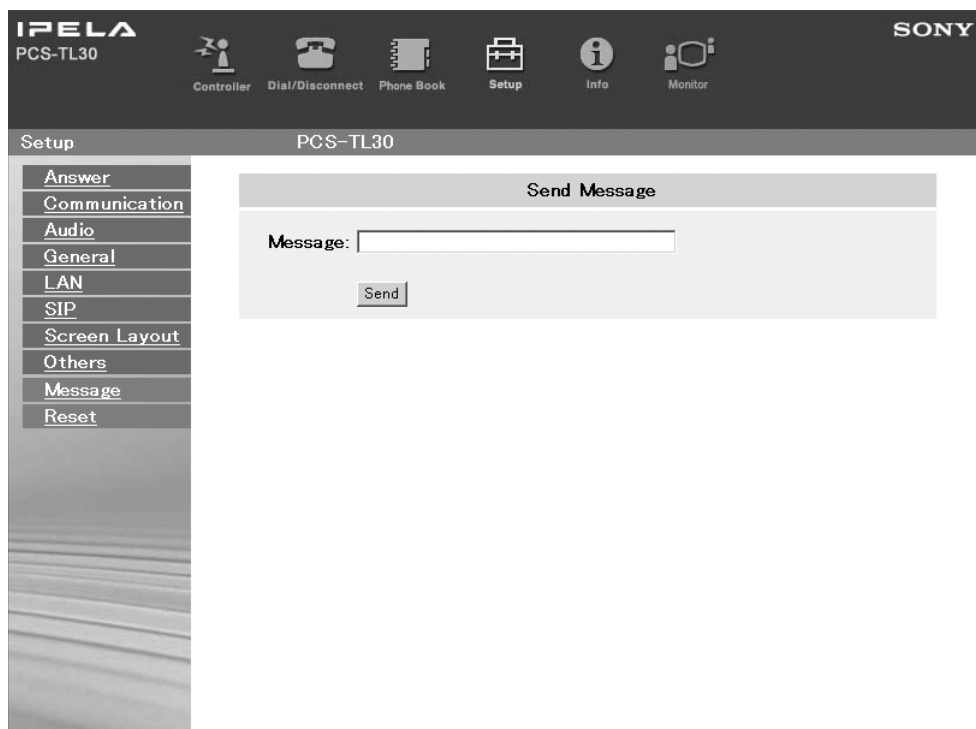 IPELA
SONY
PCS-TL30
Controller
Dial/Disconnect
Phone Book
Setup
Info
Monitor
Setup
PCS-TL30
Answer
Communication
Audio
General
LAN
SIP
Screen Layout
Others
Message
Reset
Send Message
Message:
Send